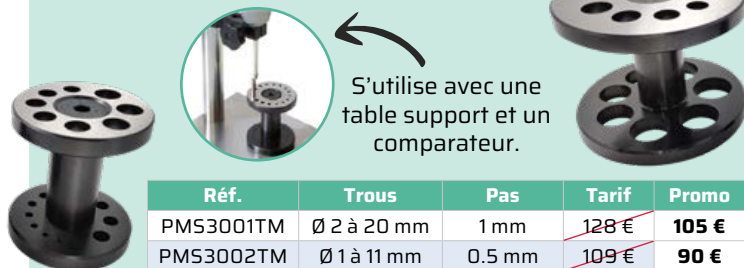 S'utilise avec une
table support et un
comparateur.
Réf. Trous Pas Tarif Promo
PMS3001TM Ø 2 à 20 mm 1 mm 128 € 105 €
PMS3002TM Ø 1 à 11 mm 0.5 mm 109 € 90 €